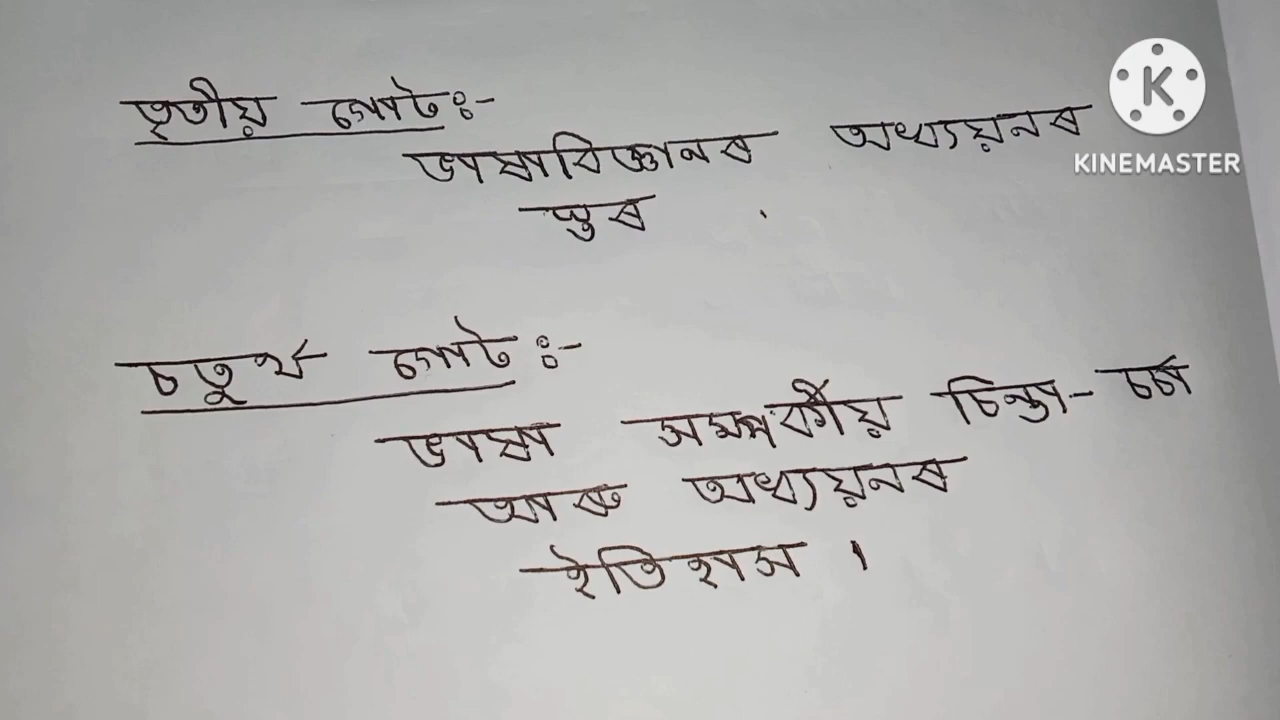 তৃতীয় গোট:-
KINEMASTER
ভাষাবিজ্ঞানৰ অধ্যয়নৰ
স্তৰ
চতুৰ্থ গোট:-
ভাষা সম্পৰ্কীয় চিন্তা-চৰ্চা
আৰু অধ্যয়নৰ
ইতিহাস ।